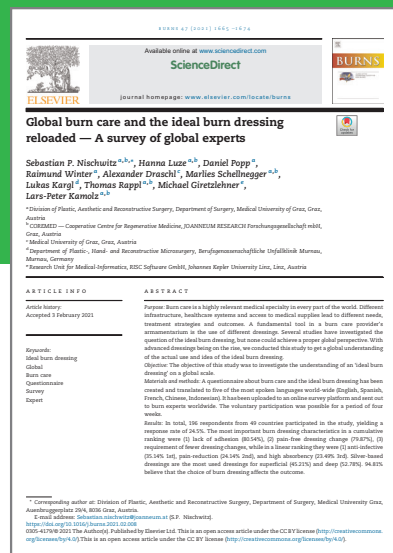 BURNS 47 (2021) 1665–1674
Available online at www.sciencedirect.com
ScienceDirect
journal homepage: www.elsevier.com/locate/burns
ELSEVIER
BURNS
Global burn care and the ideal burn dressing
reloaded — A survey of global experts
Sebastian P. Nischwitz a,b,*, Hanna Luze a,b, Daniel Popp a,
Raimund Winter a, Alexander Draschl c, Marlies Schellnegger a,b,
Lukas Kargl d, Thomas Rappl a,b, Michael Giretzlehner e,
Lars-Peter Kamolz a,b
a Division of Plastic, Aesthetic and Reconstructive Surgery, Department of Surgery, Medical University of Graz, Graz,
Austria
b COREMED — Cooperative Centre for Regenerative Medicine, JOANNEUM RESEARCH Forschungsgesellschaft mbH,
Graz, Austria
c Medical University of Graz, Graz, Austria
d Department of Plastic-, Hand- and Reconstructive Microsurgery, Berufsgenossenschaftliche Unfallklinik Murnau,
Murnau, Germany
e Research Unit for Medical-Informatics, RISC Software GmbH, Johannes Kepler University Linz, Linz, Austria
ARTICLE INFO
Article history:
Accepted 3 February 2021
Keywords:
Ideal burn dressing
Global
Burn care
Questionnaire
Survey
Expert
ABSTRACT
Purpose: Burn care is a highly relevant medical specialty in every part of the world. Different
infrastructure, healthcare systems and access to medical supplies lead to different needs,
treatment strategies and outcomes. A fundamental tool in a burn care provider's
armamentarium is the use of different dressings. Several studies have investigated the
question of the ideal burn dressing, but none could achieve a proper global perspective. With
advanced dressings being on the rise, we conducted this study to get a global understanding
of the actual use and idea of the ideal burn dressing.
Objective: The objective of this study was to investigate the understanding of an 'ideal burn
dressing' on a global scale.
Materials and methods: A questionnaire about burn care and the ideal burn dressing has been
created and translated to five of the most spoken languages world-wide (English, Spanish,
French, Chinese, Indonesian). It has been uploaded to an online survey platform and sent out
to burn experts worldwide. The voluntary participation was possible for a period of four
weeks.
Results: In total, 196 respondents from 49 countries participated in the study, yielding a
response rate of 24.5%. The most important burn dressing characteristics in a cumulative
ranking were (1) lack of adhesion (80.54%), (2) pain-free dressing change (79.87%), (3)
requirement of fewer dressing changes, while in a linear ranking they were (1) anti-infective
(35.14% 1st), pain-reduction (24.14% 2nd), and high absorbency (23.49% 3rd). Silver-based
dressings are the most used dressings for superficial (45.21%) and deep (52.78%). 94.81%
believe that the choice of burn dressing affects the outcome.
* Corresponding author at: Division of Plastic, Aesthetic and Reconstructive Surgery, Department of Surgery, Medical University Graz,
Auenbruggerplatz 29/4, 8036 Graz, Austria.
E-mail address: Sebastian.nischwitz@joanneum.at (S.P. Nischwitz).
https://doi.org/10.1016/j.burns.2021.02.008
0305-4179/© 2021 The Author(s). Published by Elsevier Ltd. This is an open access article under the CC BY license (http://creativecommons.
org/licenses/by/4.0/).This is an open access article under the CC BY license (http://creativecommons.org/licenses/by/4.0/).